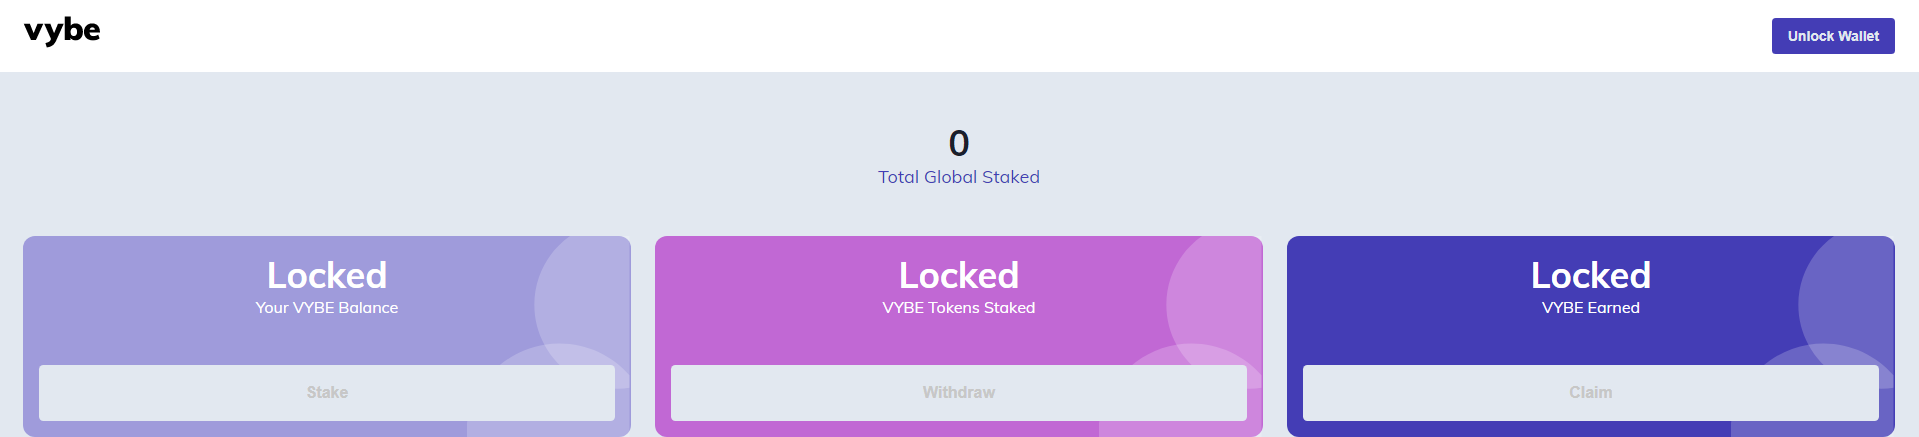 vybe
Unlock Wallet
0
Total Global Staked
Locked
Your VYBE Balance
Stake
Locked
VYBE Tokens Staked
Withdraw
Locked
VYBE Earned
Claim